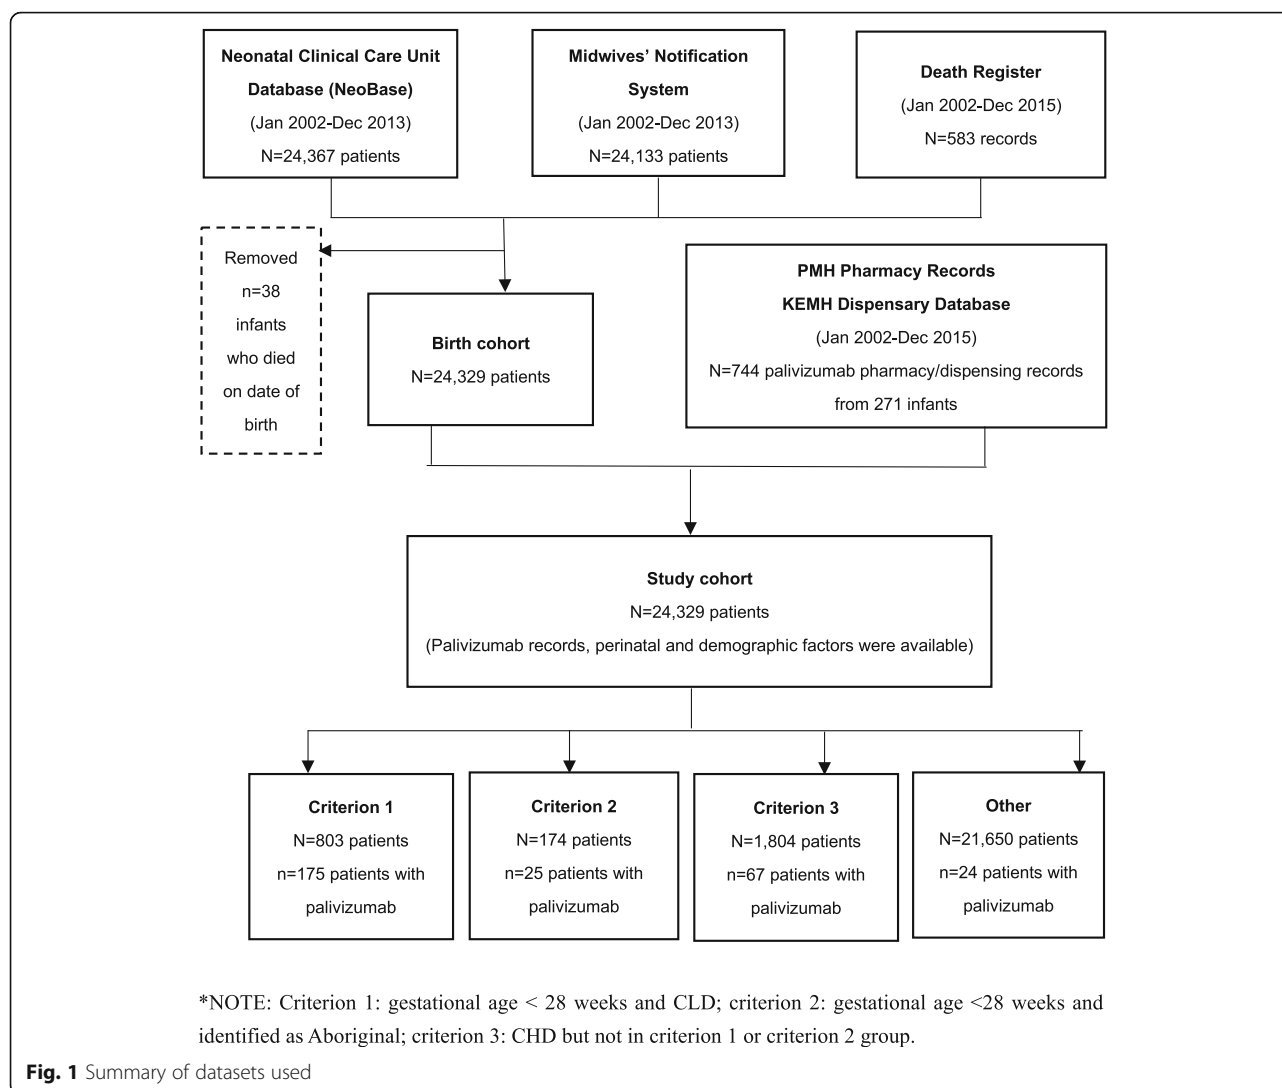 Neonatal Clinical Care Unit
Database (NeoBase)
(Jan 2002-Dec 2013)
N=24,367 patients
Midwives’ Notification
System
(Jan 2002-Dec 2013)
N=24,133 patients
Death Register
(Jan 2002-Dec 2015)
N=583 records
Removed
n=38
infants
who died
on date of
birth
Birth cohort
N=24,329 patients
PMH Pharmacy Records
KEMH Dispensary Database
(Jan 2002-Dec 2015)
N=744 palivizumab pharmacy/dispensing records
from 271 infants
Study cohort
N=24,329 patients
(Palivizumab records, perinatal and demographic factors were available)
Criterion 1
N=803 patients
n=175 patients with
palivizumab
Criterion 2
N=174 patients
n=25 patients with
palivizumab
Criterion 3
N=1,804 patients
n=67 patients with
palivizumab
Other
N=21,650 patients
n=24 patients with
palivizumab
*NOTE: Criterion 1: gestational age < 28 weeks and CLD; criterion 2: gestational age <28 weeks and
identified as Aboriginal; criterion 3: CHD but not in criterion 1 or criterion 2 group.
Fig. 1 Summary of datasets used